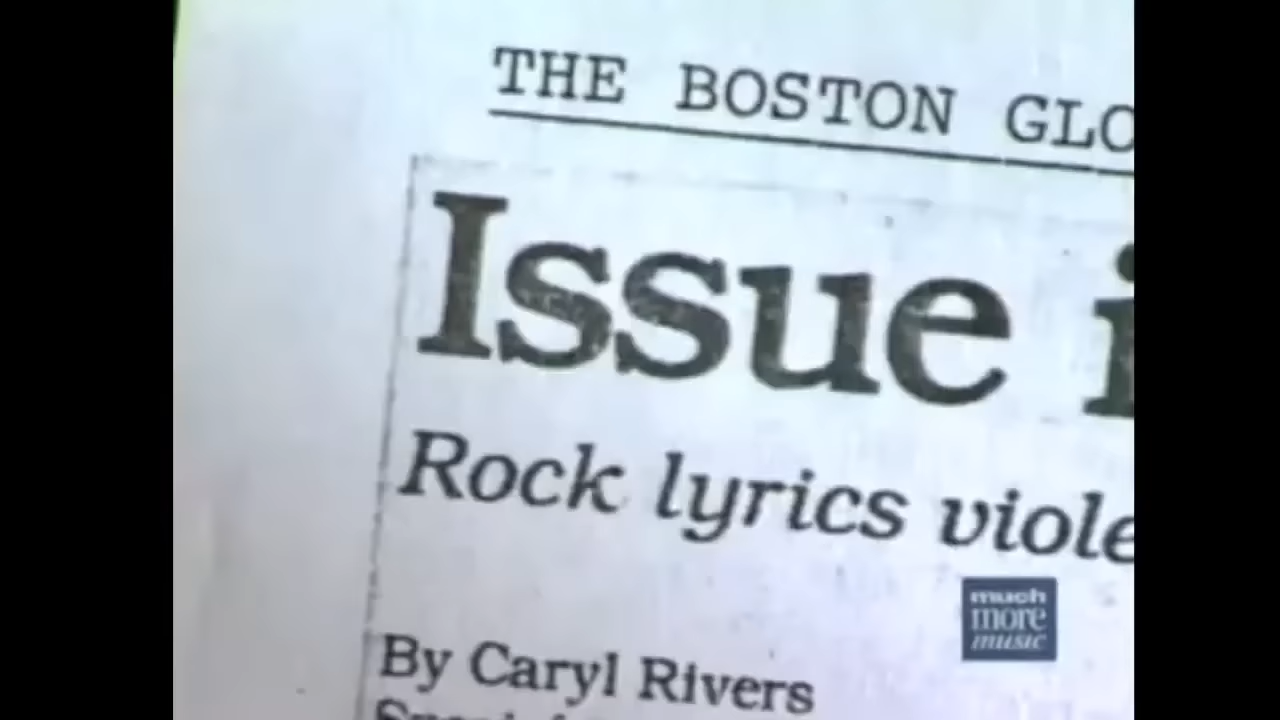 THE BOSTON GLO
Issue i
Rock lyrics viole
By Caryl Rivers
much
more
music